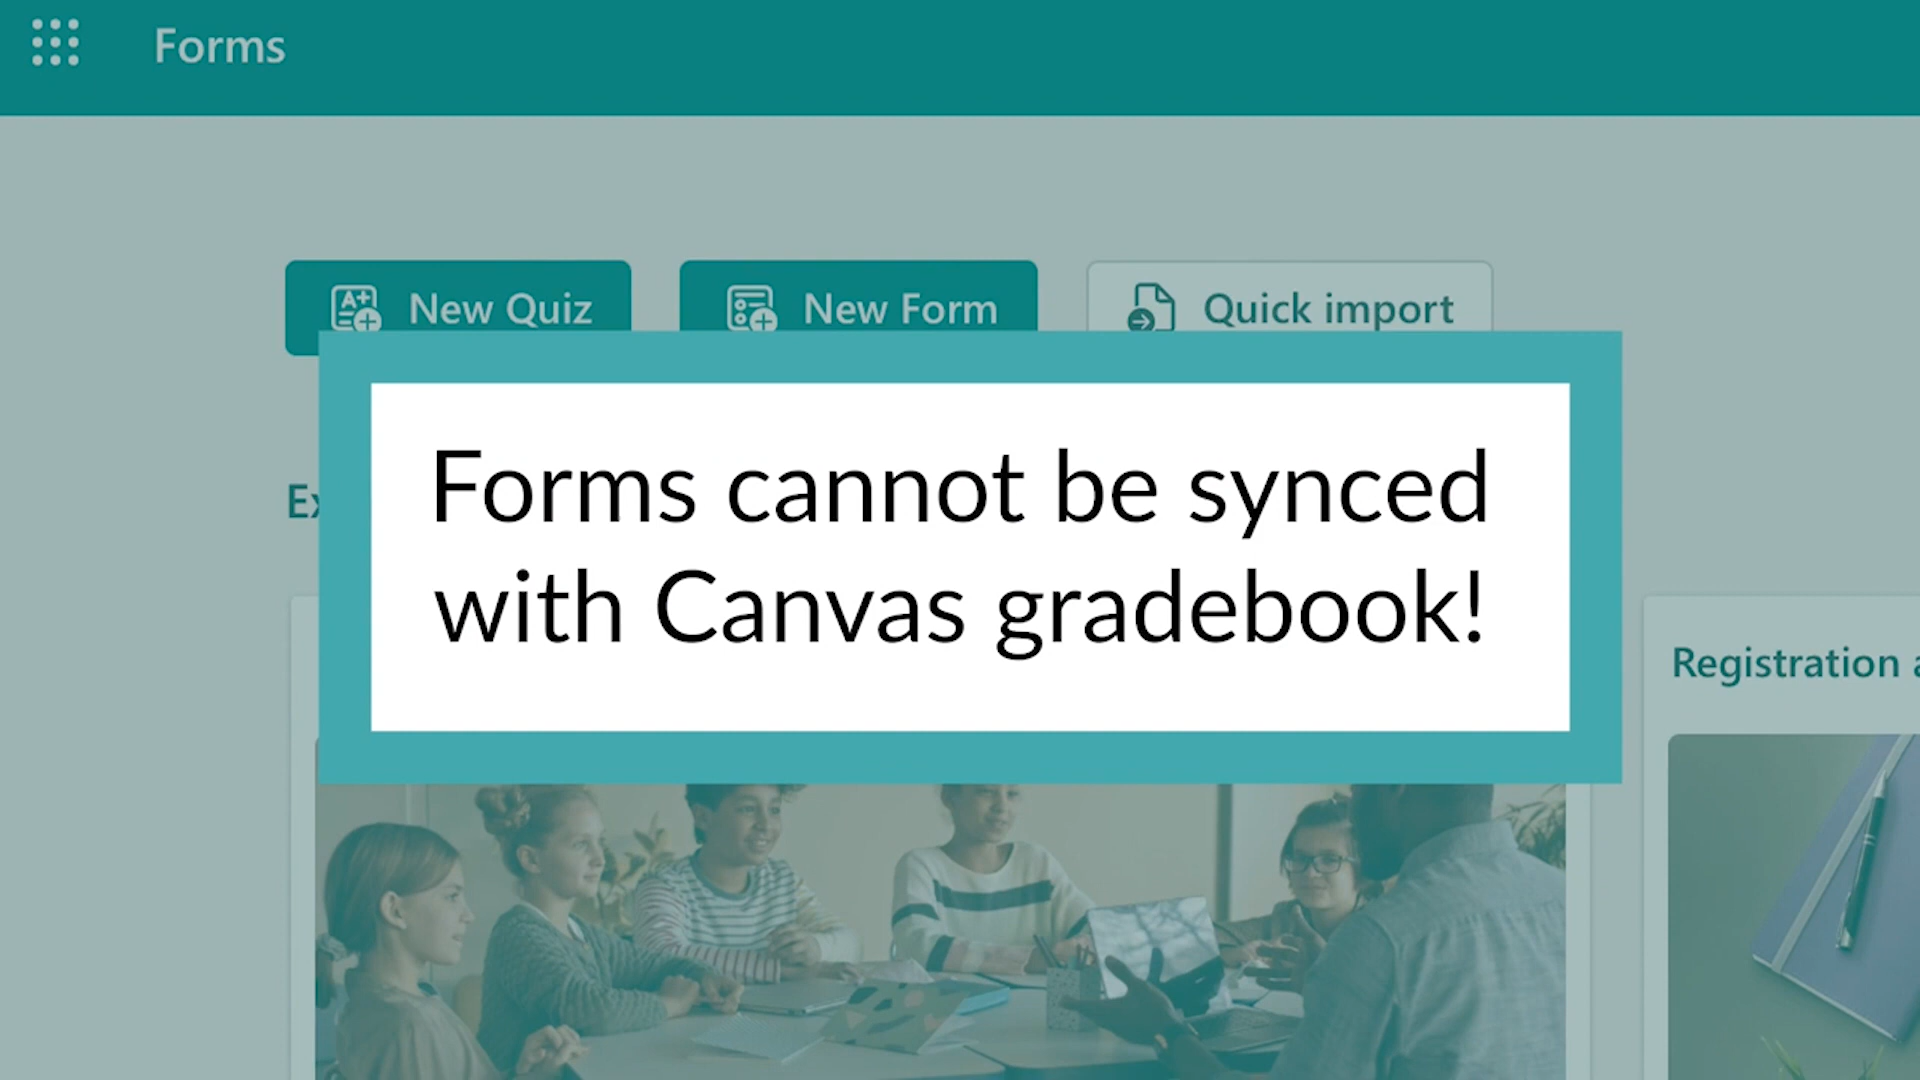 Forms
New Quiz
New Form
Quick import
Forms cannot be synced
with Canvas gradebook!
Registration